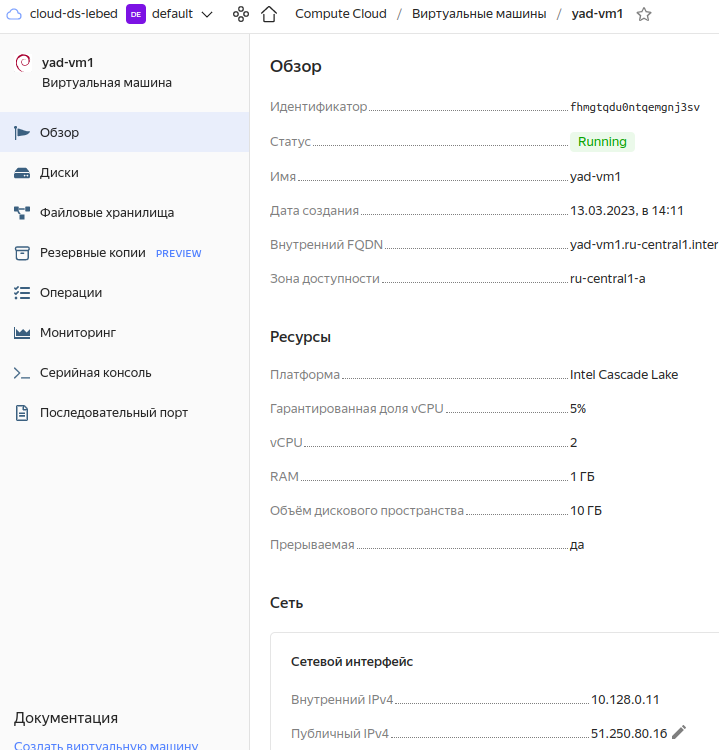 cloud-ds-lebed DE default Compute Cloud / Виртуальные машины / yad-vm1
yad-vm1
Виртуальная машина
Обзор
Диски
Файловые хранилища
Резервные копии PREVIEW
Операции
Мониторинг
Серийная консоль
Последовательный порт
Документация
Создать виртуальную машину
Обзор
Идентификатор fhmgtqdu0ntqemgnj3sv
Статус Running
Имя yad-vm1
Дата создания 13.03.2023, в 14:11
Внутренний FQDN yad-vm1.ru-central1.inter
Зона доступности ru-central1-a
Ресурсы
Платформа Intel Cascade Lake
Гарантированная доля vCPU 5%
vCPU 2
RAM 1 ГБ
Объём дискового пространства 10 ГБ
Прерываемая да
Сеть
Сетевой интерфейс
Внутренний IPv4 10.128.0.11
Публичный IPv4 51.250.80.16